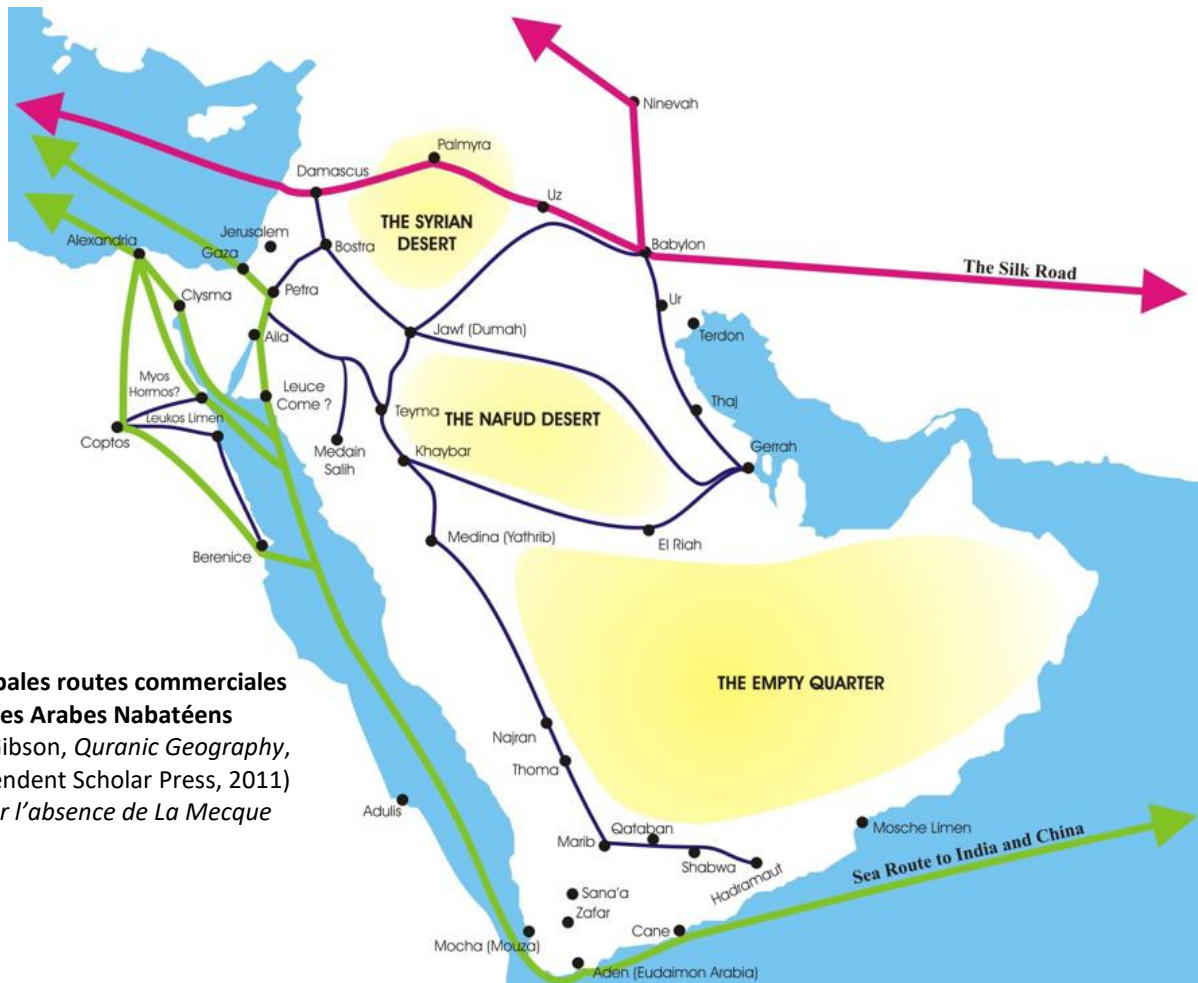 Ninevah
Palmyra
Damascus
Uz
THE SYRIAN
DESERT
Jerusalem
Alexandria
Gaza
Bostra
Babylon
The Silk Road
Clysma
Petra
Ur
Terdon
Aila
Jawf (Dumah)
Myos
Hormos?
Leuce
Come ?
Leukos Limen
Teyma
THE NAFUD DESERT
Thaj
Coptos
Medain
Salih
Khaybar
Gerrah
Medina (Yathrib)
El Riah
Berenice
THE EMPTY QUARTER
pales routes commerciales
es Arabes Nabatéens
Gibson, Quranic Geography,
endent Scholar Press, 2011)
r l’absence de La Mecque
Najran
Thoma
Adulis
Marib
Qataban
Shabwa
Hadramaut
Mosche Limen
Sea Route to India and China
Sana'a
Zafar
Mocha (Mouza)
Cane
Aden (Eudaimon Arabia)